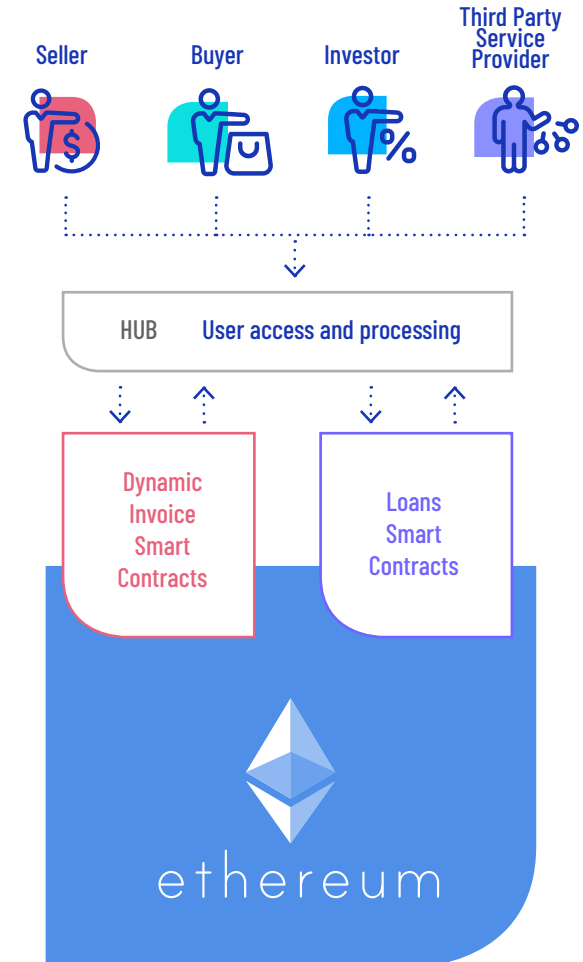 Seller
Buyer
Investor
Third Party
Service
Provider
$
%
HUB User access and processing
Dynamic
Invoice
Smart
Contracts
Loans
Smart
Contracts
ethereum